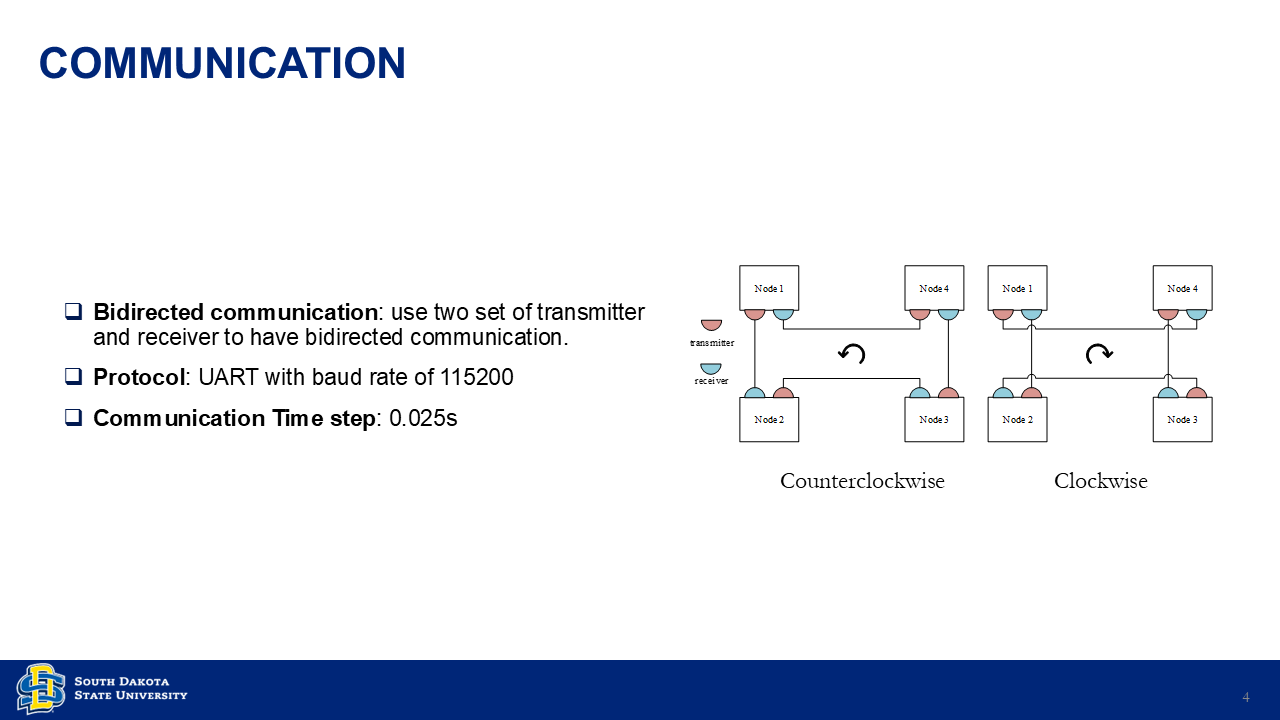 COMMUNICATION
Bidirected communication: use two set of transmitter
and receiver to have bidirected communication.
Protocol: UART with baud rate of 115200
Communication Time step: 0.025s
Node 1
Node 4
transmitter
receiver
Node 2
Node 3
Counterclockwise
Node 1
Node 4
Node 2
Node 3
Clockwise
SOUTH DAKOTA
STATE UNIVERSITY
4